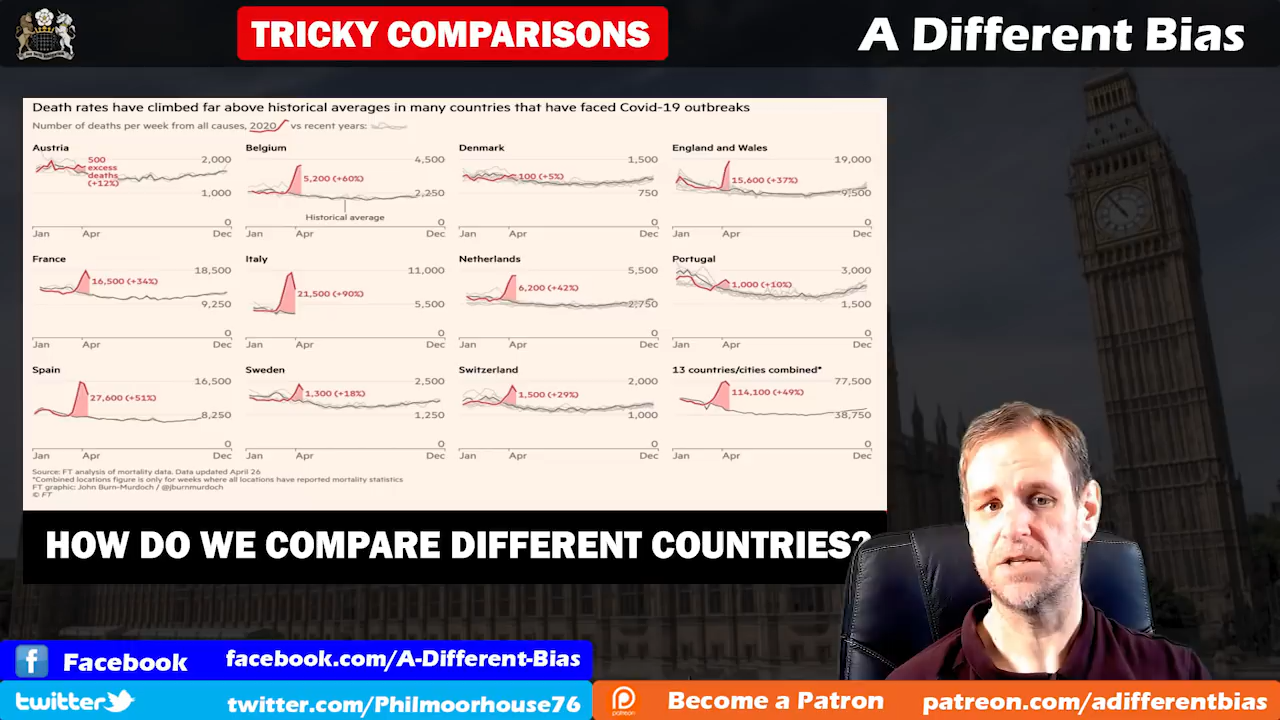 TRICKY COMPARISONS
A Different Bias
Death rates have climbed far above historical averages in many countries that have faced Covid-19 outbreaks
Number of deaths per week from all causes, 2020 vs recent years:
Austria
500
excess
deaths
(+12%)
2,000
1,000
0
Jan Apr Dec
Belgium
5,200 (+60%)
Historical average
4,500
2,250
0
Jan Apr Dec
Denmark
100 (+5%)
1,500
750
0
Jan Apr Dec
England and Wales
15,600 (+37%)
19,000
9,500
0
Jan Apr Dec
France
16,500 (+34%)
18,500
9,250
0
Jan Apr Dec
Italy
21,500 (+90%)
11,000
5,500
0
Jan Apr Dec
Netherlands
6,200 (+42%)
5,500
2,750
0
Jan Apr Dec
Portugal
1,000 (+10%)
3,000
1,500
0
Jan Apr Dec
Spain
27,600 (+51%)
16,500
8,250
0
Jan Apr Dec
Sweden
1,300 (+18%)
2,500
1,250
0
Jan Apr Dec
Switzerland
1,500 (+29%)
2,000
1,000
0
Jan Apr Dec
13 countries/cities combined*
114,100 (+49%)
77,500
38,750
0
Jan Apr Dec
Source: FT analysis of mortality data. Data updated April 26
*Combined locations figure is only for weeks where all locations have reported mortality statistics
FT graphic: John Burn-Murdoch / @jburnmurdoch
© FT
HOW DO WE COMPARE DIFFERENT COUNTRIES?
f Facebook
facebook.com/A-Different-Bias
twitter
twitter.com/Philmoorhouse76
patreon
Become a Patron
patreon.com/adifferentbias